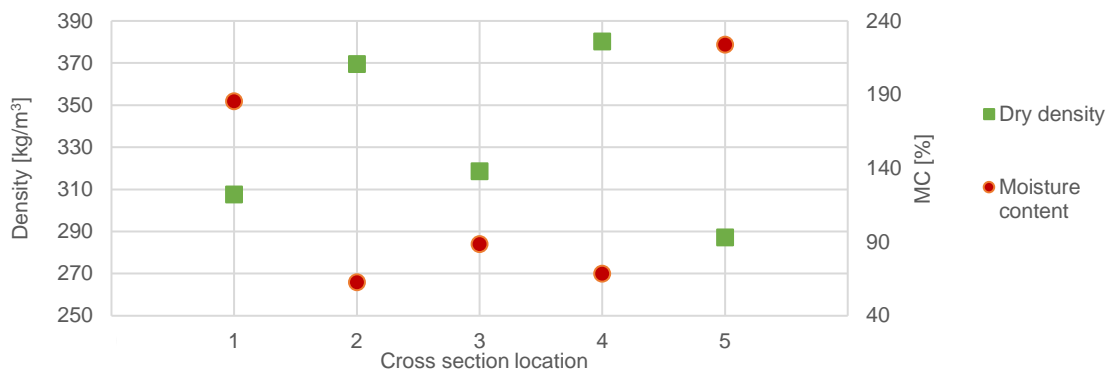 390
370
350
330
310
290
270
250
Density [kg/m³]
240
190
140
90
40
MC [%]
1 2 3 4 5
Cross section location
Dry density
Moisture
content